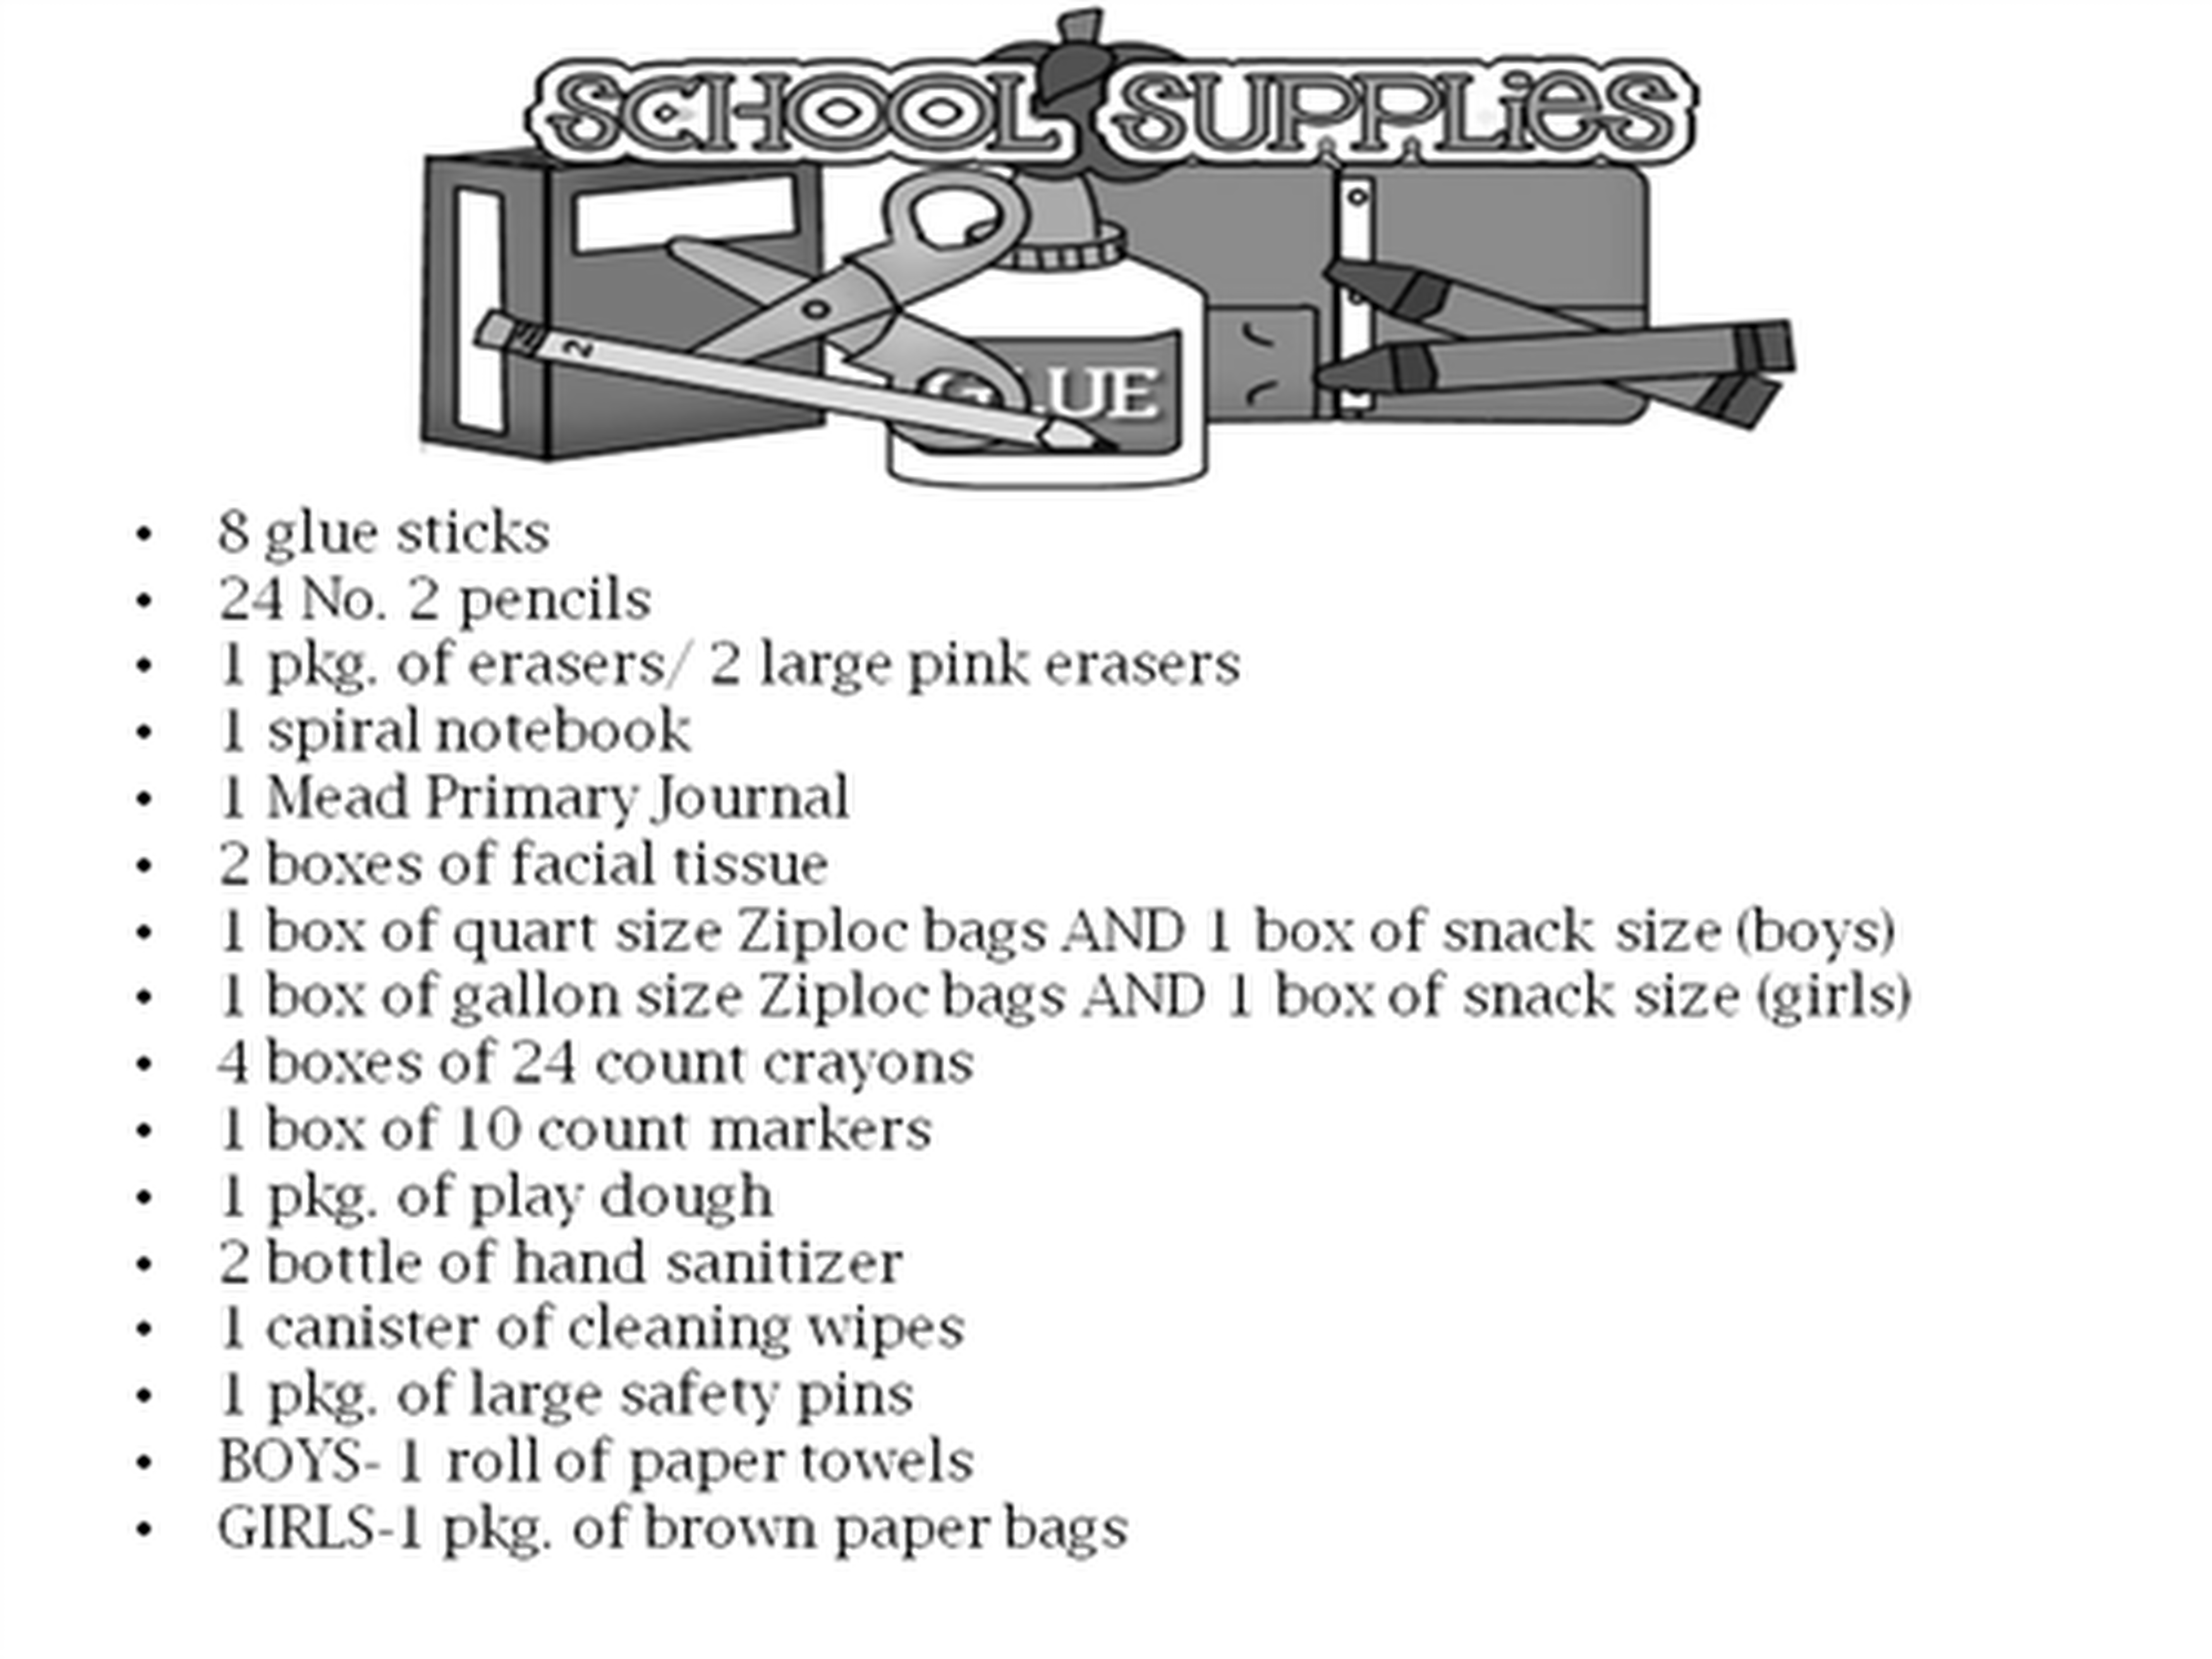 SCHOOL SUPPLIES
2
GLUE
• 8 glue sticks
• 24 No. 2 pencils
• 1 pkg. of erasers/ 2 large pink erasers
• 1 spiral notebook
• 1 Mead Primary Journal
• 2 boxes of facial tissue
• 1 box of quart size Ziploc bags AND 1 box of snack size (boys)
• 1 box of gallon size Ziploc bags AND 1 box of snack size (girls)
• 4 boxes of 24 count crayons
• 1 box of 10 count markers
• 1 pkg. of play dough
• 2 bottle of hand sanitizer
• 1 canister of cleaning wipes
• 1 pkg. of large safety pins
• BOYS- 1 roll of paper towels
• GIRLS-1 pkg. of brown paper bags